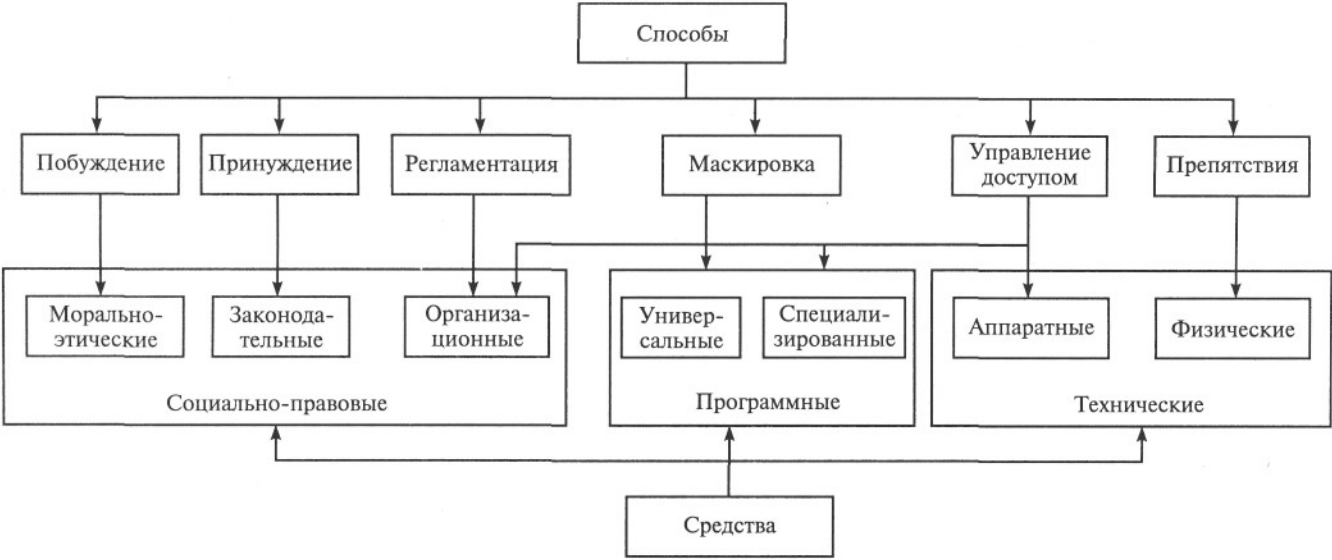 Способы
Побуждение
Принуждение
Регламентация
Маскировка
Управление
доступом
Препятствия
Морально-
этические
Законода-
тельные
Организа-
ционные
Универ-
сальные
Специали-
зированные
Аппаратные
Физические
Социально-правовые
Программные
Технические
Средства